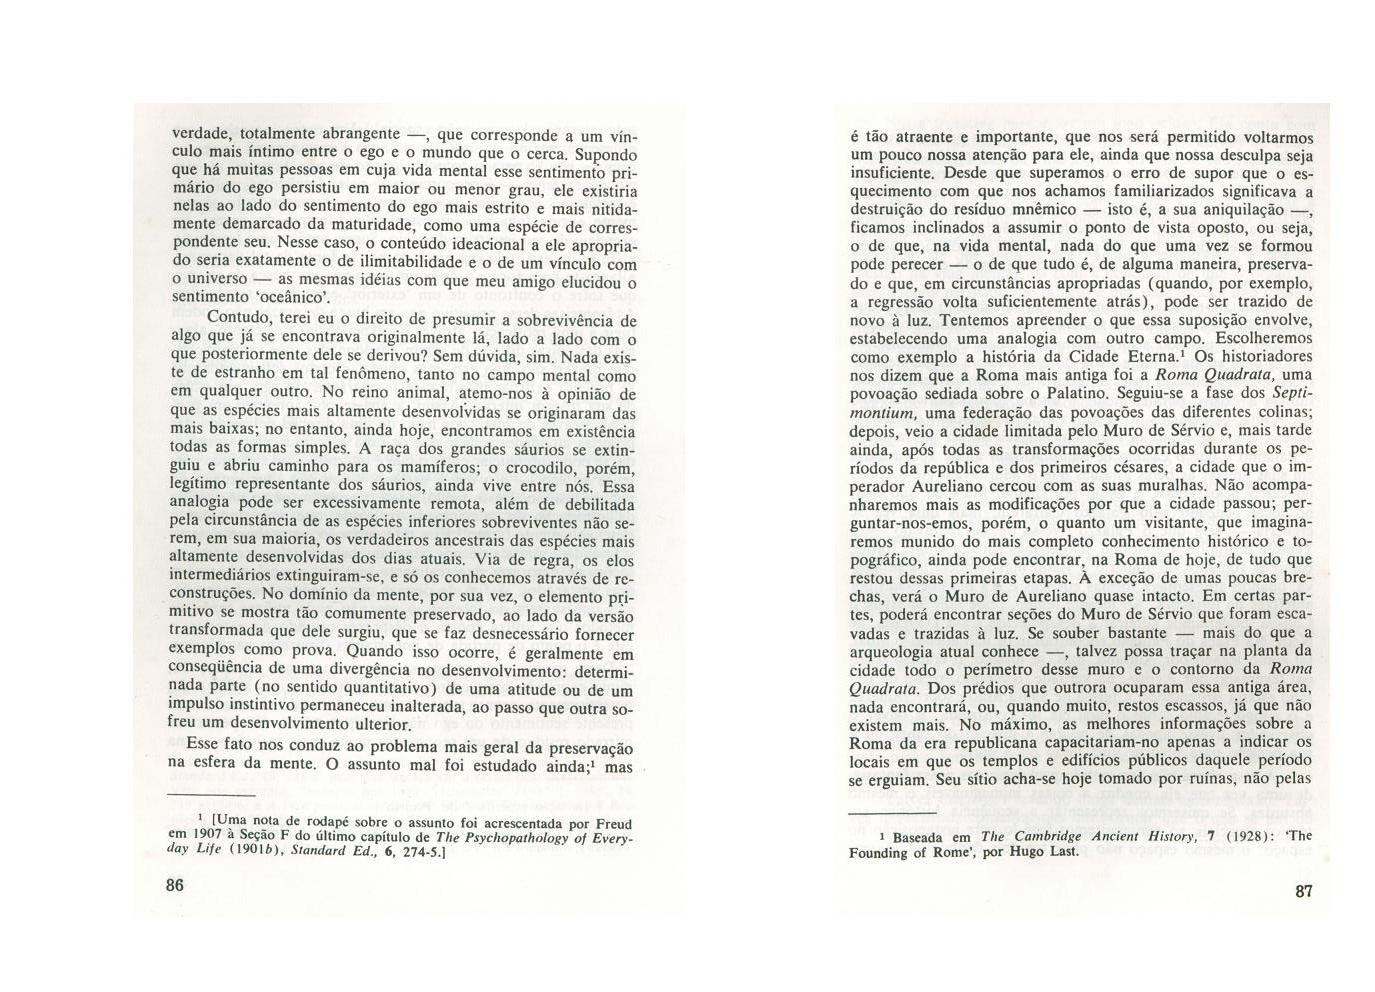 verdade, totalmente abrangente —, que corresponde a um vín-
culo mais íntimo entre o ego e o mundo que o cerca. Supondo
que há muitas pessoas em cuja vida mental esse sentimento pri-
mário do ego persistiu em maior ou menor grau, ele existiria
nelas ao lado do sentimento do ego mais estrito e mais nitida-
mente demarcado da maturidade, como uma espécie de corres-
pondente seu. Nesse caso, o conteúdo ideacional a ele apropria-
do seria exatamente o de ilimitabilidade e o de um vínculo com
o universo — as mesmas idéias com que meu amigo elucidou o
sentimento ‘oceânico’.
Contudo, terei eu o direito de presumir a sobrevivência de
algo que já se encontrava originalmente lá, lado a lado com o
que posteriormente dele se derivou? Sem dúvida, sim. Nada exis-
te de estranho em tal fenômeno, tanto no campo mental como
em qualquer outro. No reino animal, atemo-nos à opinião de
que as espécies mais altamente desenvolvidas se originaram das
mais baixas; no entanto, ainda hoje, encontramos em existência
todas as formas simples. A raça dos grandes sáurios se extin-
guiu e abriu caminho para os mamíferos; o crocodilo, porém,
legítimo representante dos sáurios, ainda vive entre nós. Essa
analogia pode ser excessivamente remota, além de debilitada
pela circunstância de as espécies inferiores sobreviventes não se-
rem, em sua maioria, os verdadeiros ancestrais das espécies mais
altamente desenvolvidas dos dias atuais. Via de regra, os elos
intermediários extinguiram-se, e só os conhecemos através de re-
construções. No domínio da mente, por sua vez, o elemento pri-
mitivo se mostra tão comumente preservado, ao lado da versão
transformada que dele surgiu, que se faz desnecessário fornecer
exemplos como prova. Quando isso ocorre, é geralmente em
conseqüência de uma divergência no desenvolvimento: determi-
nada parte (no sentido quantitativo) de uma atitude ou de um
impulso instintivo permaneceu inalterada, ao passo que outra so-
freu um desenvolvimento ulterior.
Esse fato nos conduz ao problema mais geral da preservação
na esfera da mente. O assunto mal foi estudado ainda;¹ mas
¹ [Uma nota de rodapé sobre o assunto foi acrescentada por Freud
em 1907 à Seção F do último capítulo de The Psychopathology of Every-
day Life (1901b), Standard Ed., 6, 274-5.]
86
é tão atraente e importante, que nos será permitido voltarmos
um pouco nossa atenção para ele, ainda que nossa desculpa seja
insuficiente. Desde que superamos o erro de supor que o es-
quecimento com que nos achamos familiarizados significava a
destruição do resíduo mnêmico — isto é, a sua aniquilação —,
ficamos inclinados a assumir o ponto de vista oposto, ou seja,
o de que, na vida mental, nada do que uma vez se formou
pode perecer — o de que tudo é, de alguma maneira, preserva-
do e que, em circunstâncias apropriadas (quando, por exemplo,
a regressão volta suficientemente atrás), pode ser trazido de
novo à luz. Tentemos apreender o que essa suposição envolve,
estabelecendo uma analogia com outro campo. Escolheremos
como exemplo a história da Cidade Eterna.¹ Os historiadores
nos dizem que a Roma mais antiga foi a Roma Quadrata, uma
povoação sediada sobre o Palatino. Seguiu-se a fase dos Septi-
montium, uma federação das povoações das diferentes colinas;
depois, veio a cidade limitada pelo Muro de Sérvio e, mais tarde
ainda, após todas as transformações ocorridas durante os pe-
ríodos da república e dos primeiros césares, a cidade que o im-
perador Aureliano cercou com as suas muralhas. Não acompa-
nharemos mais as modificações por que a cidade passou; per-
guntar-nos-emos, porém, o quanto um visitante, que imagina-
remos munido do mais completo conhecimento histórico e to-
pográfico, ainda pode encontrar, na Roma de hoje, de tudo que
restou dessas primeiras etapas. À exceção de umas poucas bre-
chas, verá o Muro de Aureliano quase intacto. Em certas par-
tes, poderá encontrar seções do Muro de Sérvio que foram esca-
vadas e trazidas à luz. Se souber bastante — mais do que a
arqueologia atual conhece —, talvez possa traçar na planta da
cidade todo o perímetro desse muro e o contorno da Roma
Quadrata. Dos prédios que outrora ocuparam essa antiga área,
nada encontrará, ou, quando muito, restos escassos, já que não
existem mais. No máximo, as melhores informações sobre a
Roma da era republicana capacitariam-no apenas a indicar os
locais em que os templos e edifícios públicos daquele período
se erguiam. Seu sítio acha-se hoje tomado por ruínas, não pelas
¹ Baseada em The Cambridge Ancient History, 7 (1928): ‘The
Founding of Rome’, por Hugo Last.
87